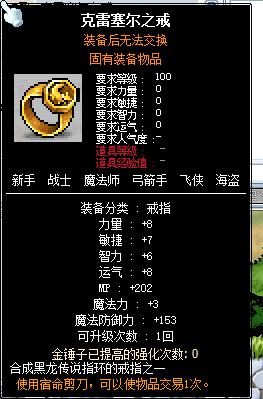 克雷塞尔之戒
装备后无法交换
固有装备物品
要求等级 : 100
要求力量 : 0
要求敏捷 : 0
要求智力 : 0
要求运气 : 0
要求人气度 : -
道具等级 : -
道具经验值 : -
新手 战士 魔法师 弓箭手 飞侠 海盗
装备分类 : 戒指
力量 : +8
敏捷 : +7
智力 : +6
运气 : +8
MP : +202
魔法力 : +3
魔法防御力 : +153
可升级次数 : 1回
金锤子已提高的强化次数: 0
合成黑龙传说指环的戒指之一
使用宿命剪刀，可以使物品交易1次。